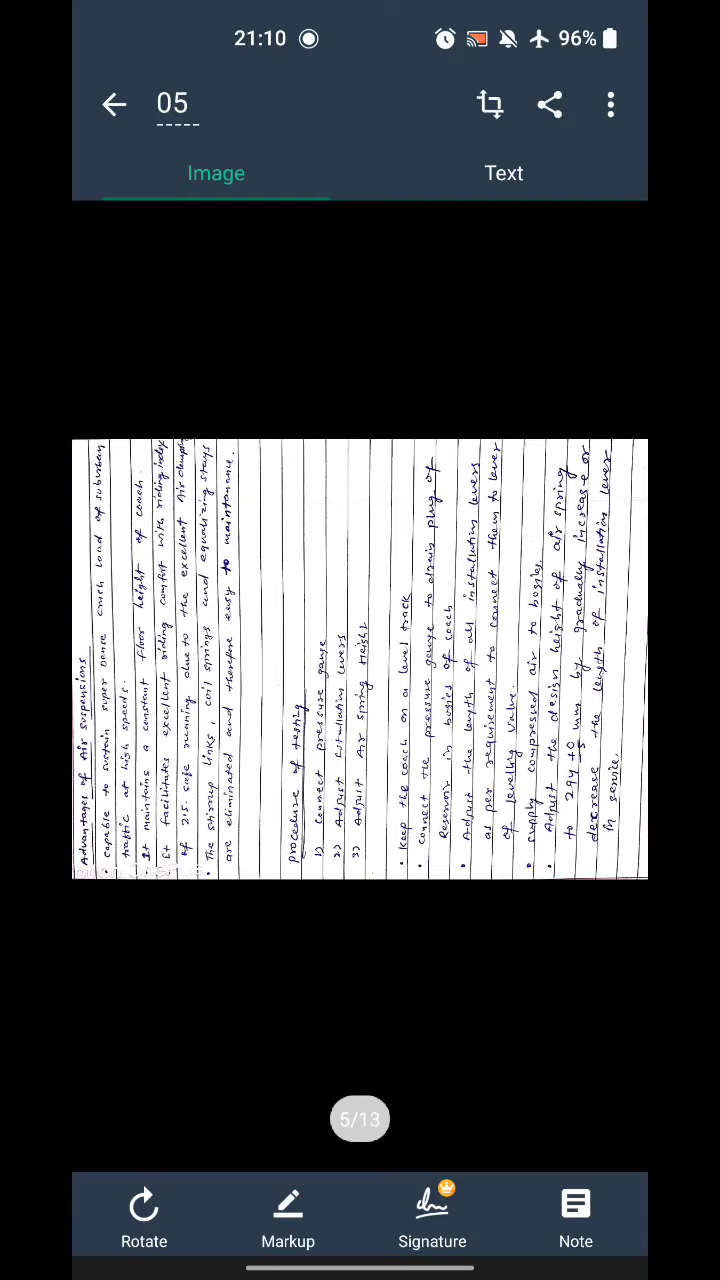 21:10
96%
05
Image
Text
Advantages of Air suspensions
• capable to sustain super dense crush load of suburban
traffic at high speeds.
It maintains a constant floor height of coach.
it facilitates excellent riding comfort with riding index
of 2.5. safe running due to the excellent Air damping
• The stirrup links, coil springs and equalizing stays
are eliminated and therefore easy to maintanance.
procedure of testing
1) connect pressure gauge
2) Adjust levers
3) Adjust Air spring Height
• Keep the coach on a level track
• connect the pressure gauge to drain plug of
Reservoir in bogies of coach
• Adjust the length of all installation levers
as per requirement to connect them to lever
of levelling valve.
• supply compressed air to bogies.
• Adjust the design height of air spring
to 294 +0 -5 mm by gradually increase or
decrease the length of installation lever
in service.
5/13
Rotate
Markup
Signature
Note